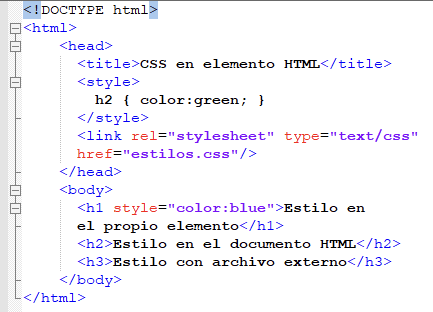 <!DOCTYPE html>
<html>
<head>
<title>CSS en elemento HTML</title>
<style>
h2 { color:green; }
</style>
<link rel="stylesheet" type="text/css"
href="estilos.css"/>
</head>
<body>
<h1 style="color:blue">Estilo en
el propio elemento</h1>
<h2>Estilo en el documento HTML</h2>
<h3>Estilo con archivo externo</h3>
</body>
</html>